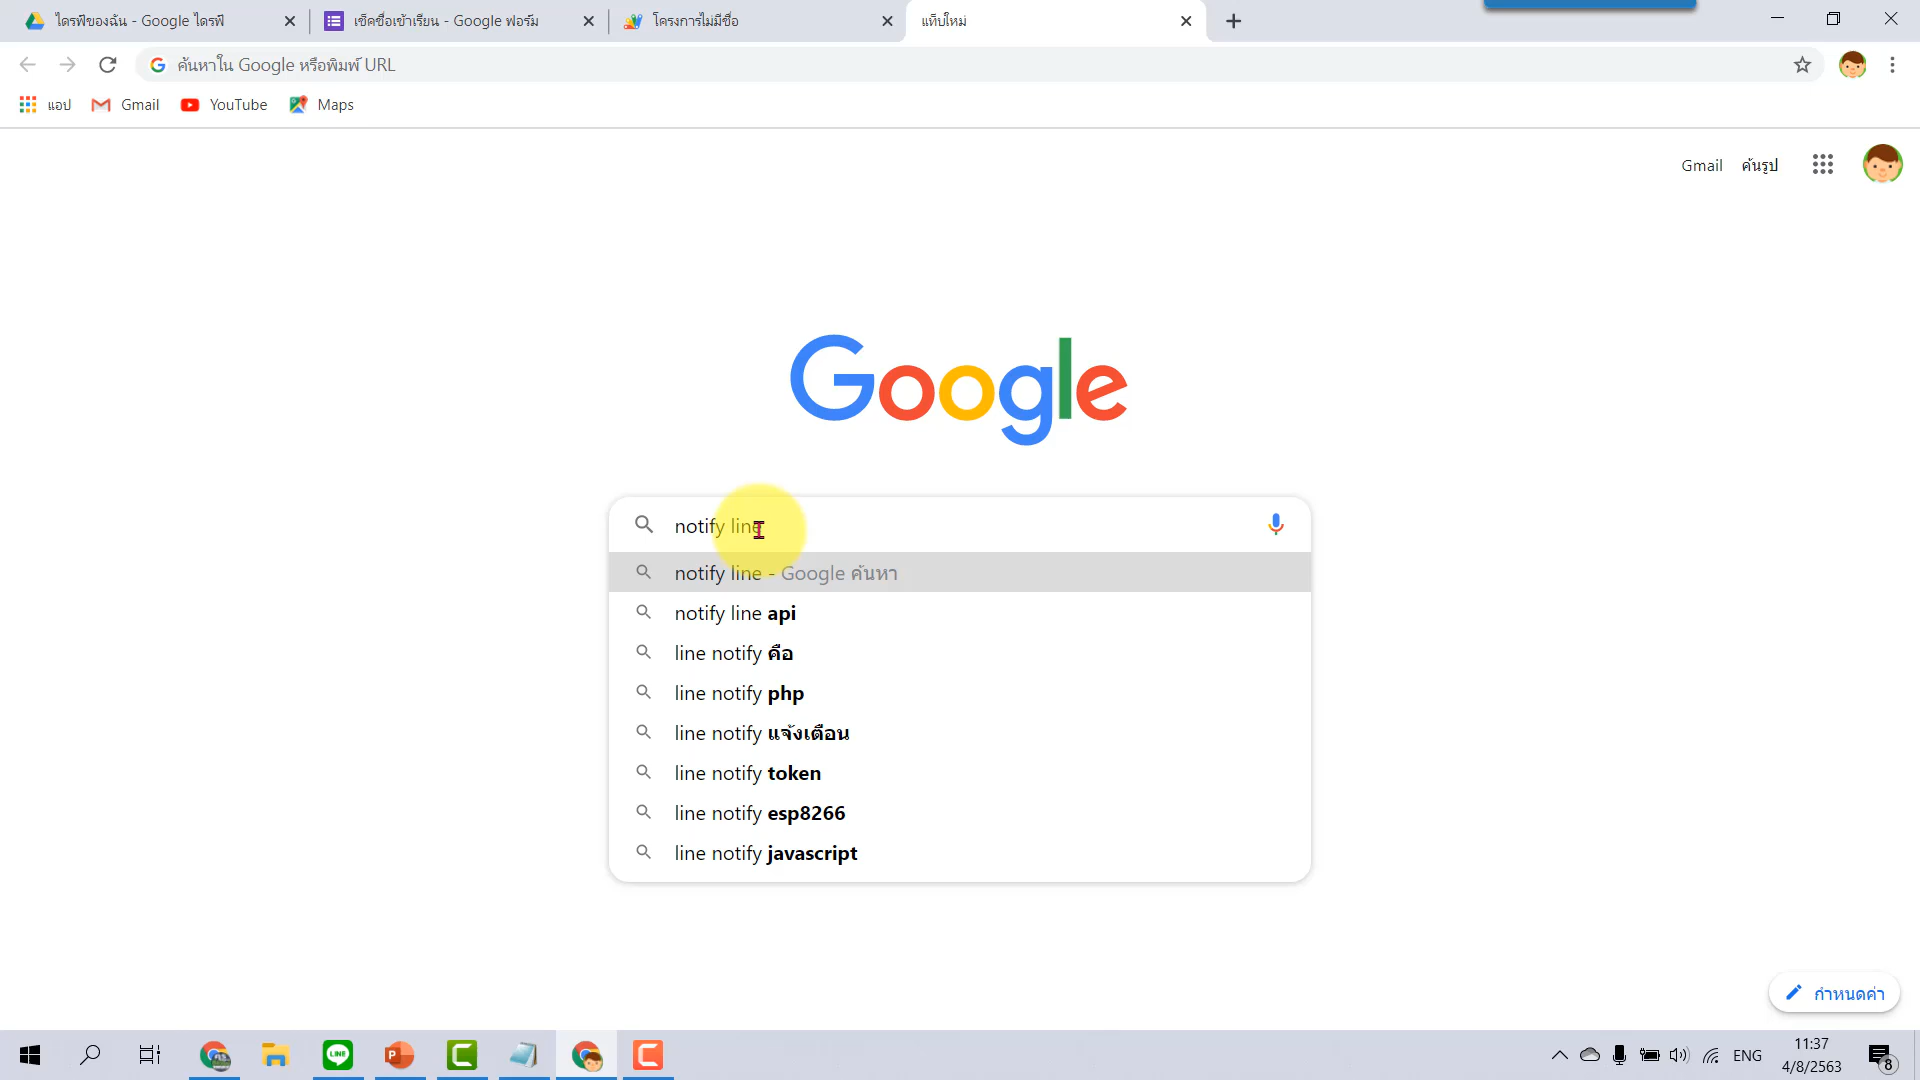 ไดรฟ์ของฉัน - Google ไดรฟ์
เช็คชื่อเข้าเรียน - Google ฟอร์ม
โครงการไม่มีชื่อ
แท็บใหม่
ค้นหาใน Google หรือพิมพ์ URL
แอป
Gmail
YouTube
Maps
Gmail
ค้นรูป
Google
notify line
notify line - Google ค้นหา
notify line api
line notify คือ
line notify php
line notify แจ้งเตือน
line notify token
line notify esp8266
line notify javascript
กำหนดค่า
LINE
ENG
11:37
4/8/2563
8